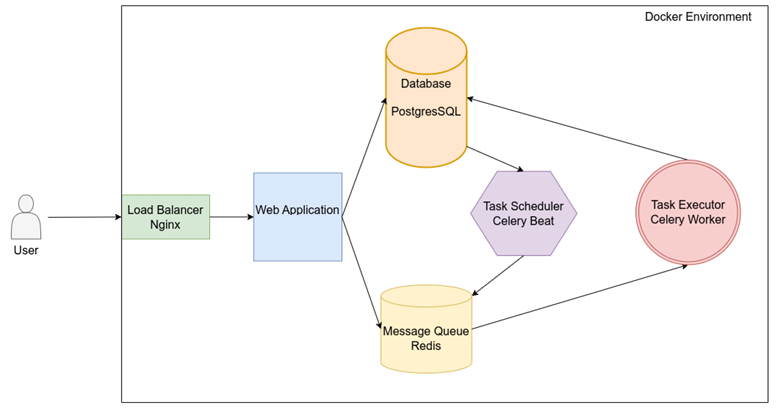 Docker Environment
Database
PostgresSQL
Load Balancer
Nginx
Web Application
Task Scheduler
Celery Beat
Task Executor
Celery Worker
User
Message Queue
Redis